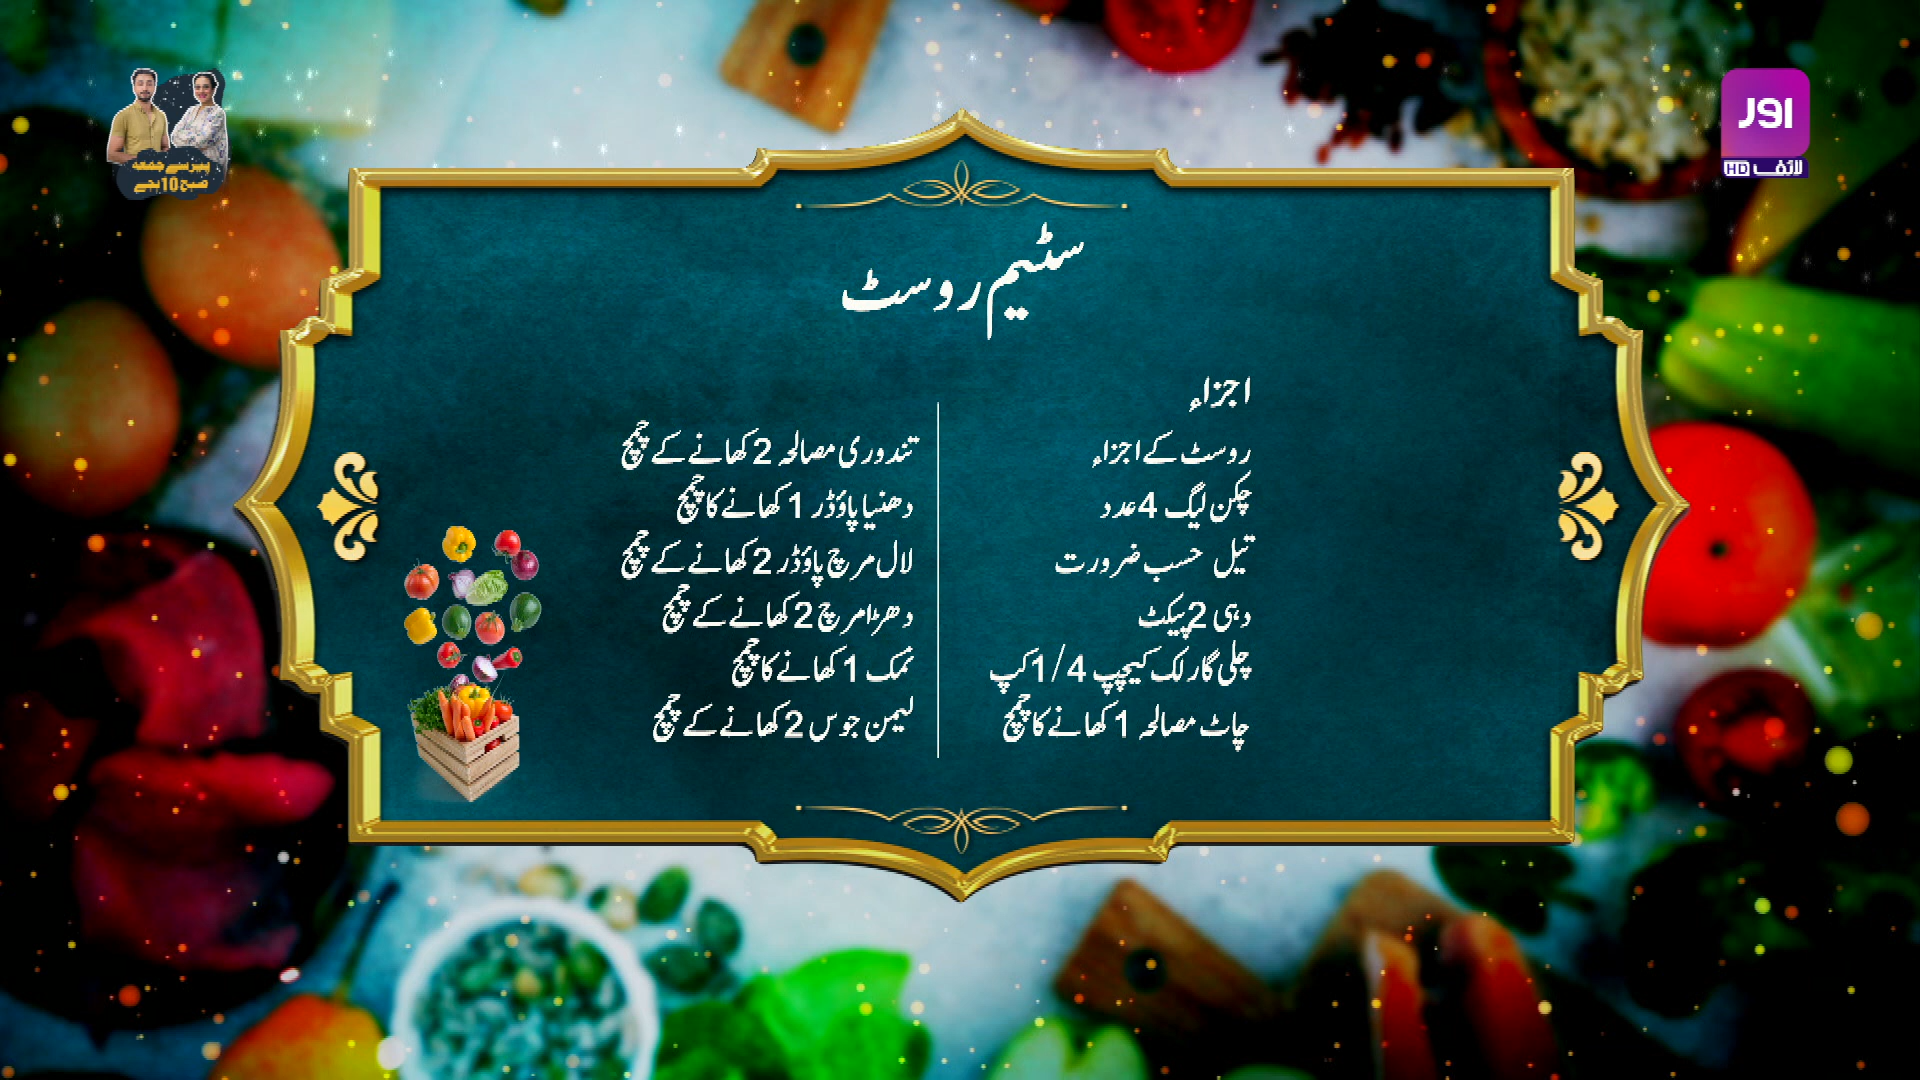 پیر سے جمعہ
صبح 10 بجے
اور
لائف HD
سٹیم روسٹ
اجزاء
روسٹ کے اجزاء
چکن لیگ 4 عدد
تیل حسب ضرورت
دہی 2 پیکٹ
چلی گارلک کیچپ 1/4 کپ
چاٹ مصالحہ 1 کھانے کا چمچ
تندوری مصالحہ 2 کھانے کے چمچ
دھنیا پاؤڈر 1 کھانے کا چمچ
لال مرچ پاؤڈر 2 کھانے کے چمچ
دھڑا مرچ 2 کھانے کے چمچ
نمک 1 کھانے کا چمچ
لیمن جوس 2 کھانے کے چمچ